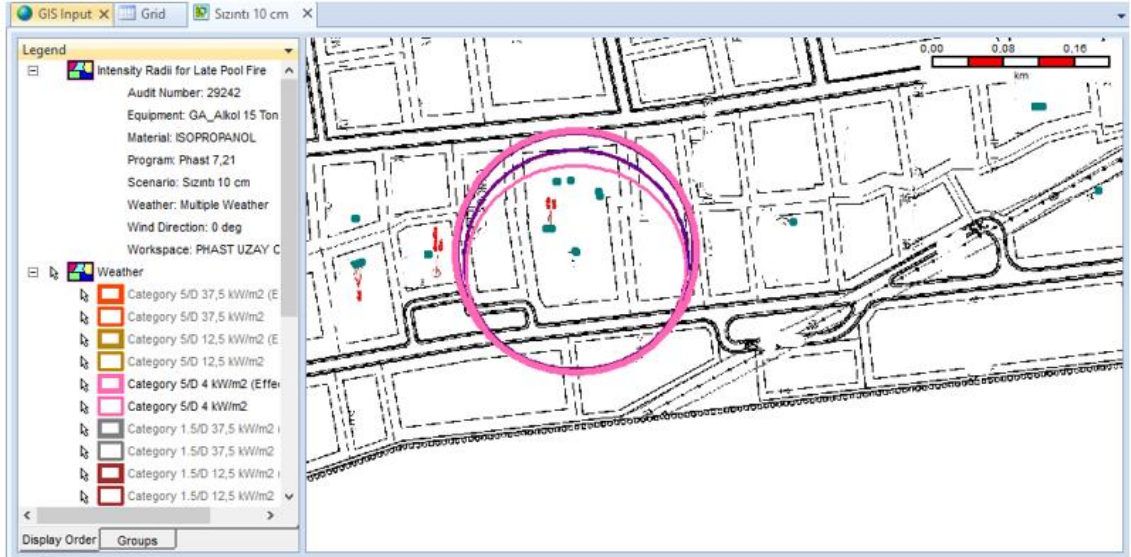 GIS Input Grid Sızıntı 10 cm
Legend
Intensity Radii for Late Pool Fire
Audit Number: 29242
Equipment: GA_Alkol 15 Ton
Material: ISOPROPANOL
Program: Phast 7,21
Scenario: Sızıntı 10 cm
Weather: Multiple Weather
Wind Direction: 0 deg
Workspace: PHAST UZAY C
Weather
Category 5/D 37,5 kW/m2 (E
Category 5/D 37,5 kW/m2
Category 5/D 12,5 kW/m2 (E
Category 5/D 12,5 kW/m2
Category 5/D 4 kW/m2 (Effe
Category 5/D 4 kW/m2
Category 1.5/D 37,5 kW/m2 (
Category 1.5/D 37,5 kW/m2
Category 1.5/D 12,5 kW/m2 (
Category 1.5/D 12,5 kW/m2
Display Order Groups
0,00 0,08 0,16
km